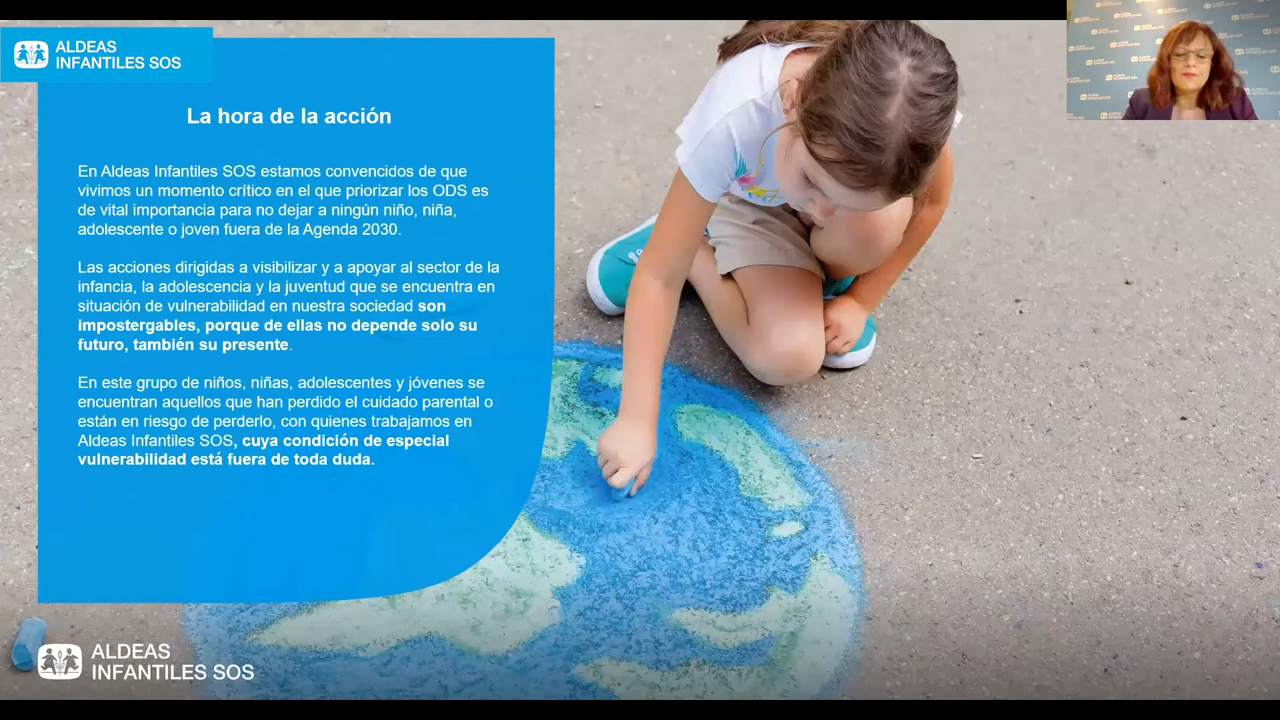 ALDEAS
INFANTILES SOS
La hora de la acción
En Aldeas Infantiles SOS estamos convencidos de que
vivimos un momento crítico en el que priorizar los ODS es
de vital importancia para no dejar a ningún niño, niña,
adolescente o joven fuera de la Agenda 2030.
Las acciones dirigidas a visibilizar y a apoyar al sector de la
infancia, la adolescencia y la juventud que se encuentra en
situación de vulnerabilidad en nuestra sociedad son
impostergables, porque de ellas no depende solo su
futuro, también su presente.
En este grupo de niños, niñas, adolescentes y jóvenes se
encuentran aquellos que han perdido el cuidado parental o
están en riesgo de perderlo, con quienes trabajamos en
Aldeas Infantiles SOS, cuya condición de especial
vulnerabilidad está fuera de toda duda.
ALDEAS
INFANTILES SOS